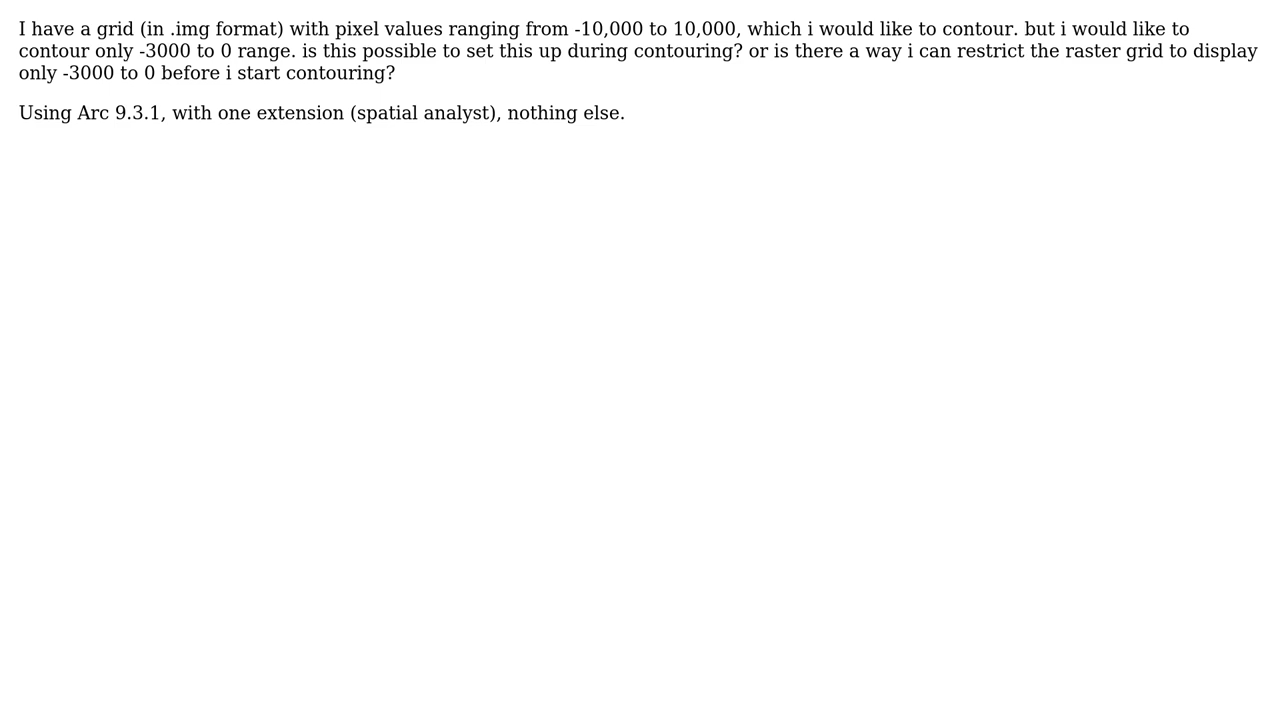 I have a grid (in .img format) with pixel values ranging from -10,000 to 10,000, which i would like to contour. but i would like to
contour only -3000 to 0 range. is this possible to set this up during contouring? or is there a way i can restrict the raster grid to display
only -3000 to 0 before i start contouring?
Using Arc 9.3.1, with one extension (spatial analyst), nothing else.